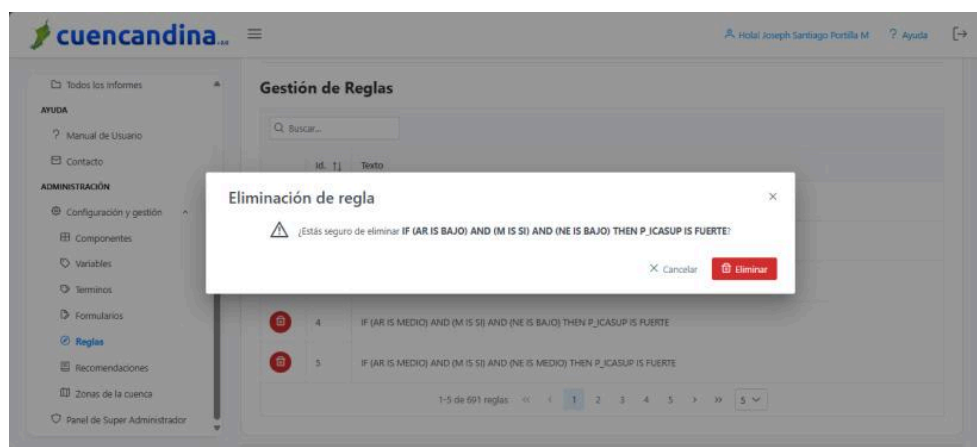 cuencandina
Hola! Joseph Santiago Portilla M
Ayuda
Todos los informes
AYUDA
Manual de Usuario
Contacto
ADMINISTRACIÓN
Configuración y gestión
Componentes
Variables
Terminos
Formularios
Reglas
Recomendaciones
Zonas de la cuenca
Panel de Super Administrador
Gestión de Reglas
Buscar...
Id. Texto
Eliminación de regla
¿Estás seguro de eliminar IF (AR IS BAJO) AND (M IS SI) AND (NE IS BAJO) THEN P_ICASUP IS FUERTE?
Cancelar
Eliminar
4 IF (AR IS MEDIO) AND (M IS SI) AND (NE IS BAJO) THEN P_ICASUP IS FUERTE
5 IF (AR IS MEDIO) AND (M IS SI) AND (NE IS MEDIO) THEN P_ICASUP IS FUERTE
1-5 de 691 reglas << < 1 2 3 4 5 > >> 5